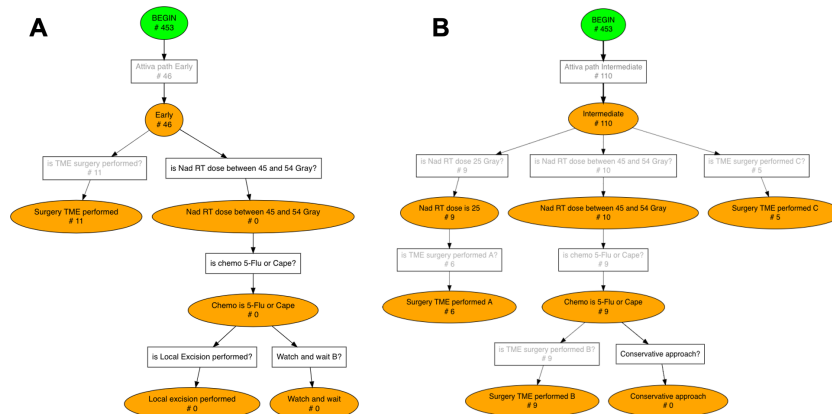 A
BEGIN
# 453
Attiva path Early
# 46
Early
# 46
is TME surgery performed?
# 11
is Nad RT dose between 45 and 54 Gray?
Surgery TME performed
# 11
Nad RT dose between 45 and 54 Gray
# 0
is chemo 5-Flu or Cape?
Chemo is 5-Flu or Cape
# 0
is Local Excision performed?
Watch and wait B?
Local excision performed
# 0
Watch and wait
# 0
B
BEGIN
# 453
Attiva path Intermediate
# 110
Intermediate
# 110
is Nad RT dose 25 Gray?
# 9
is Nad RT dose between 45 and 54 Gray?
# 10
is TME surgery performed C?
# 5
Nad RT dose is 25
# 9
Nad RT dose between 45 and 54 Gray
# 10
Surgery TME performed C
# 5
is TME surgery performed A?
# 6
is chemo 5-Flu or Cape?
# 9
Surgery TME performed A
# 6
Chemo is 5-Flu or Cape
# 9
is TME surgery performed B?
# 9
Conservative approach?
Surgery TME performed B
# 9
Conservative approach
# 0